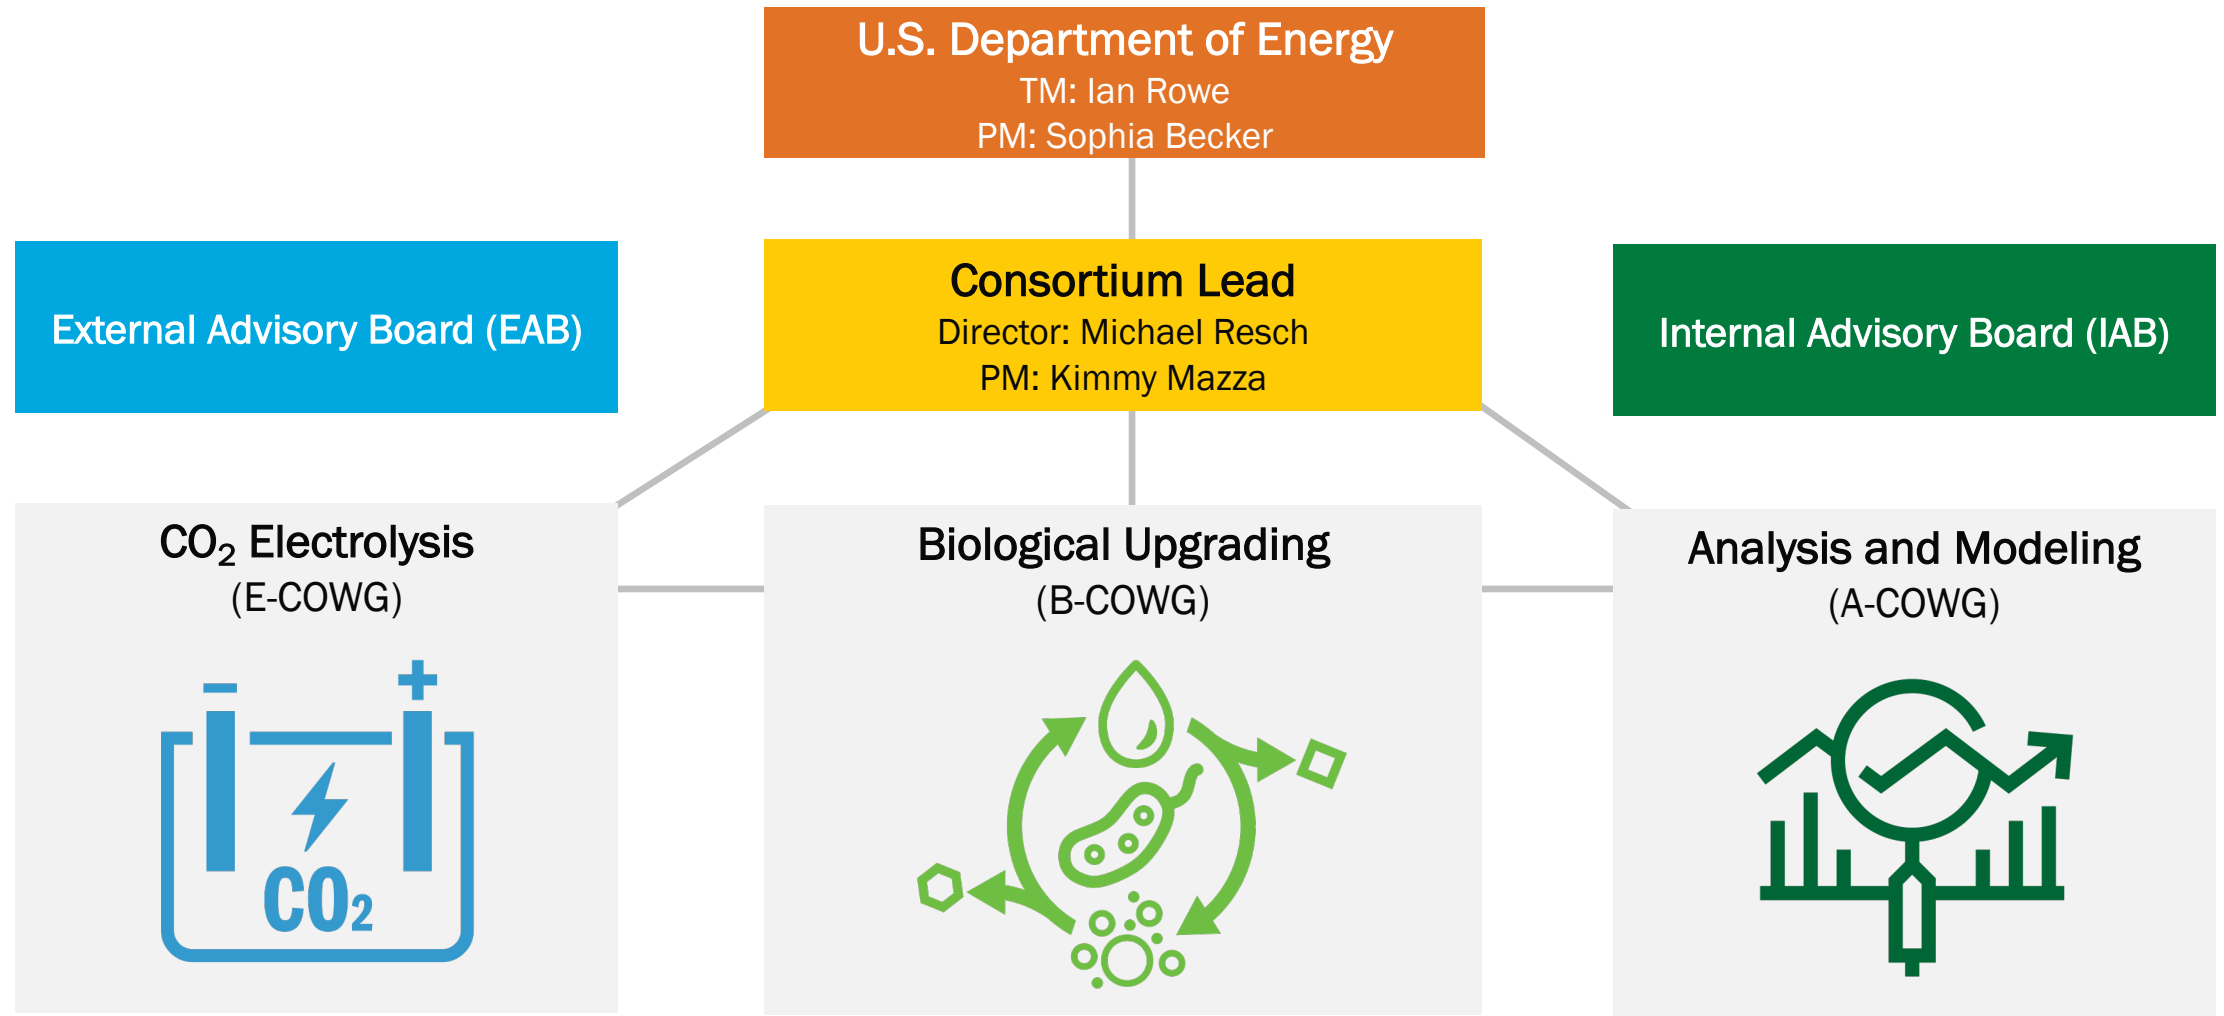 U.S. Department of Energy
TM: Ian Rowe
PM: Sophia Becker
External Advisory Board (EAB)
Consortium Lead
Director: Michael Resch
PM: Kimmy Mazza
Internal Advisory Board (IAB)
CO₂ Electrolysis
(E-COWG)
CO₂
Biological Upgrading
(B-COWG)
Analysis and Modeling
(A-COWG)